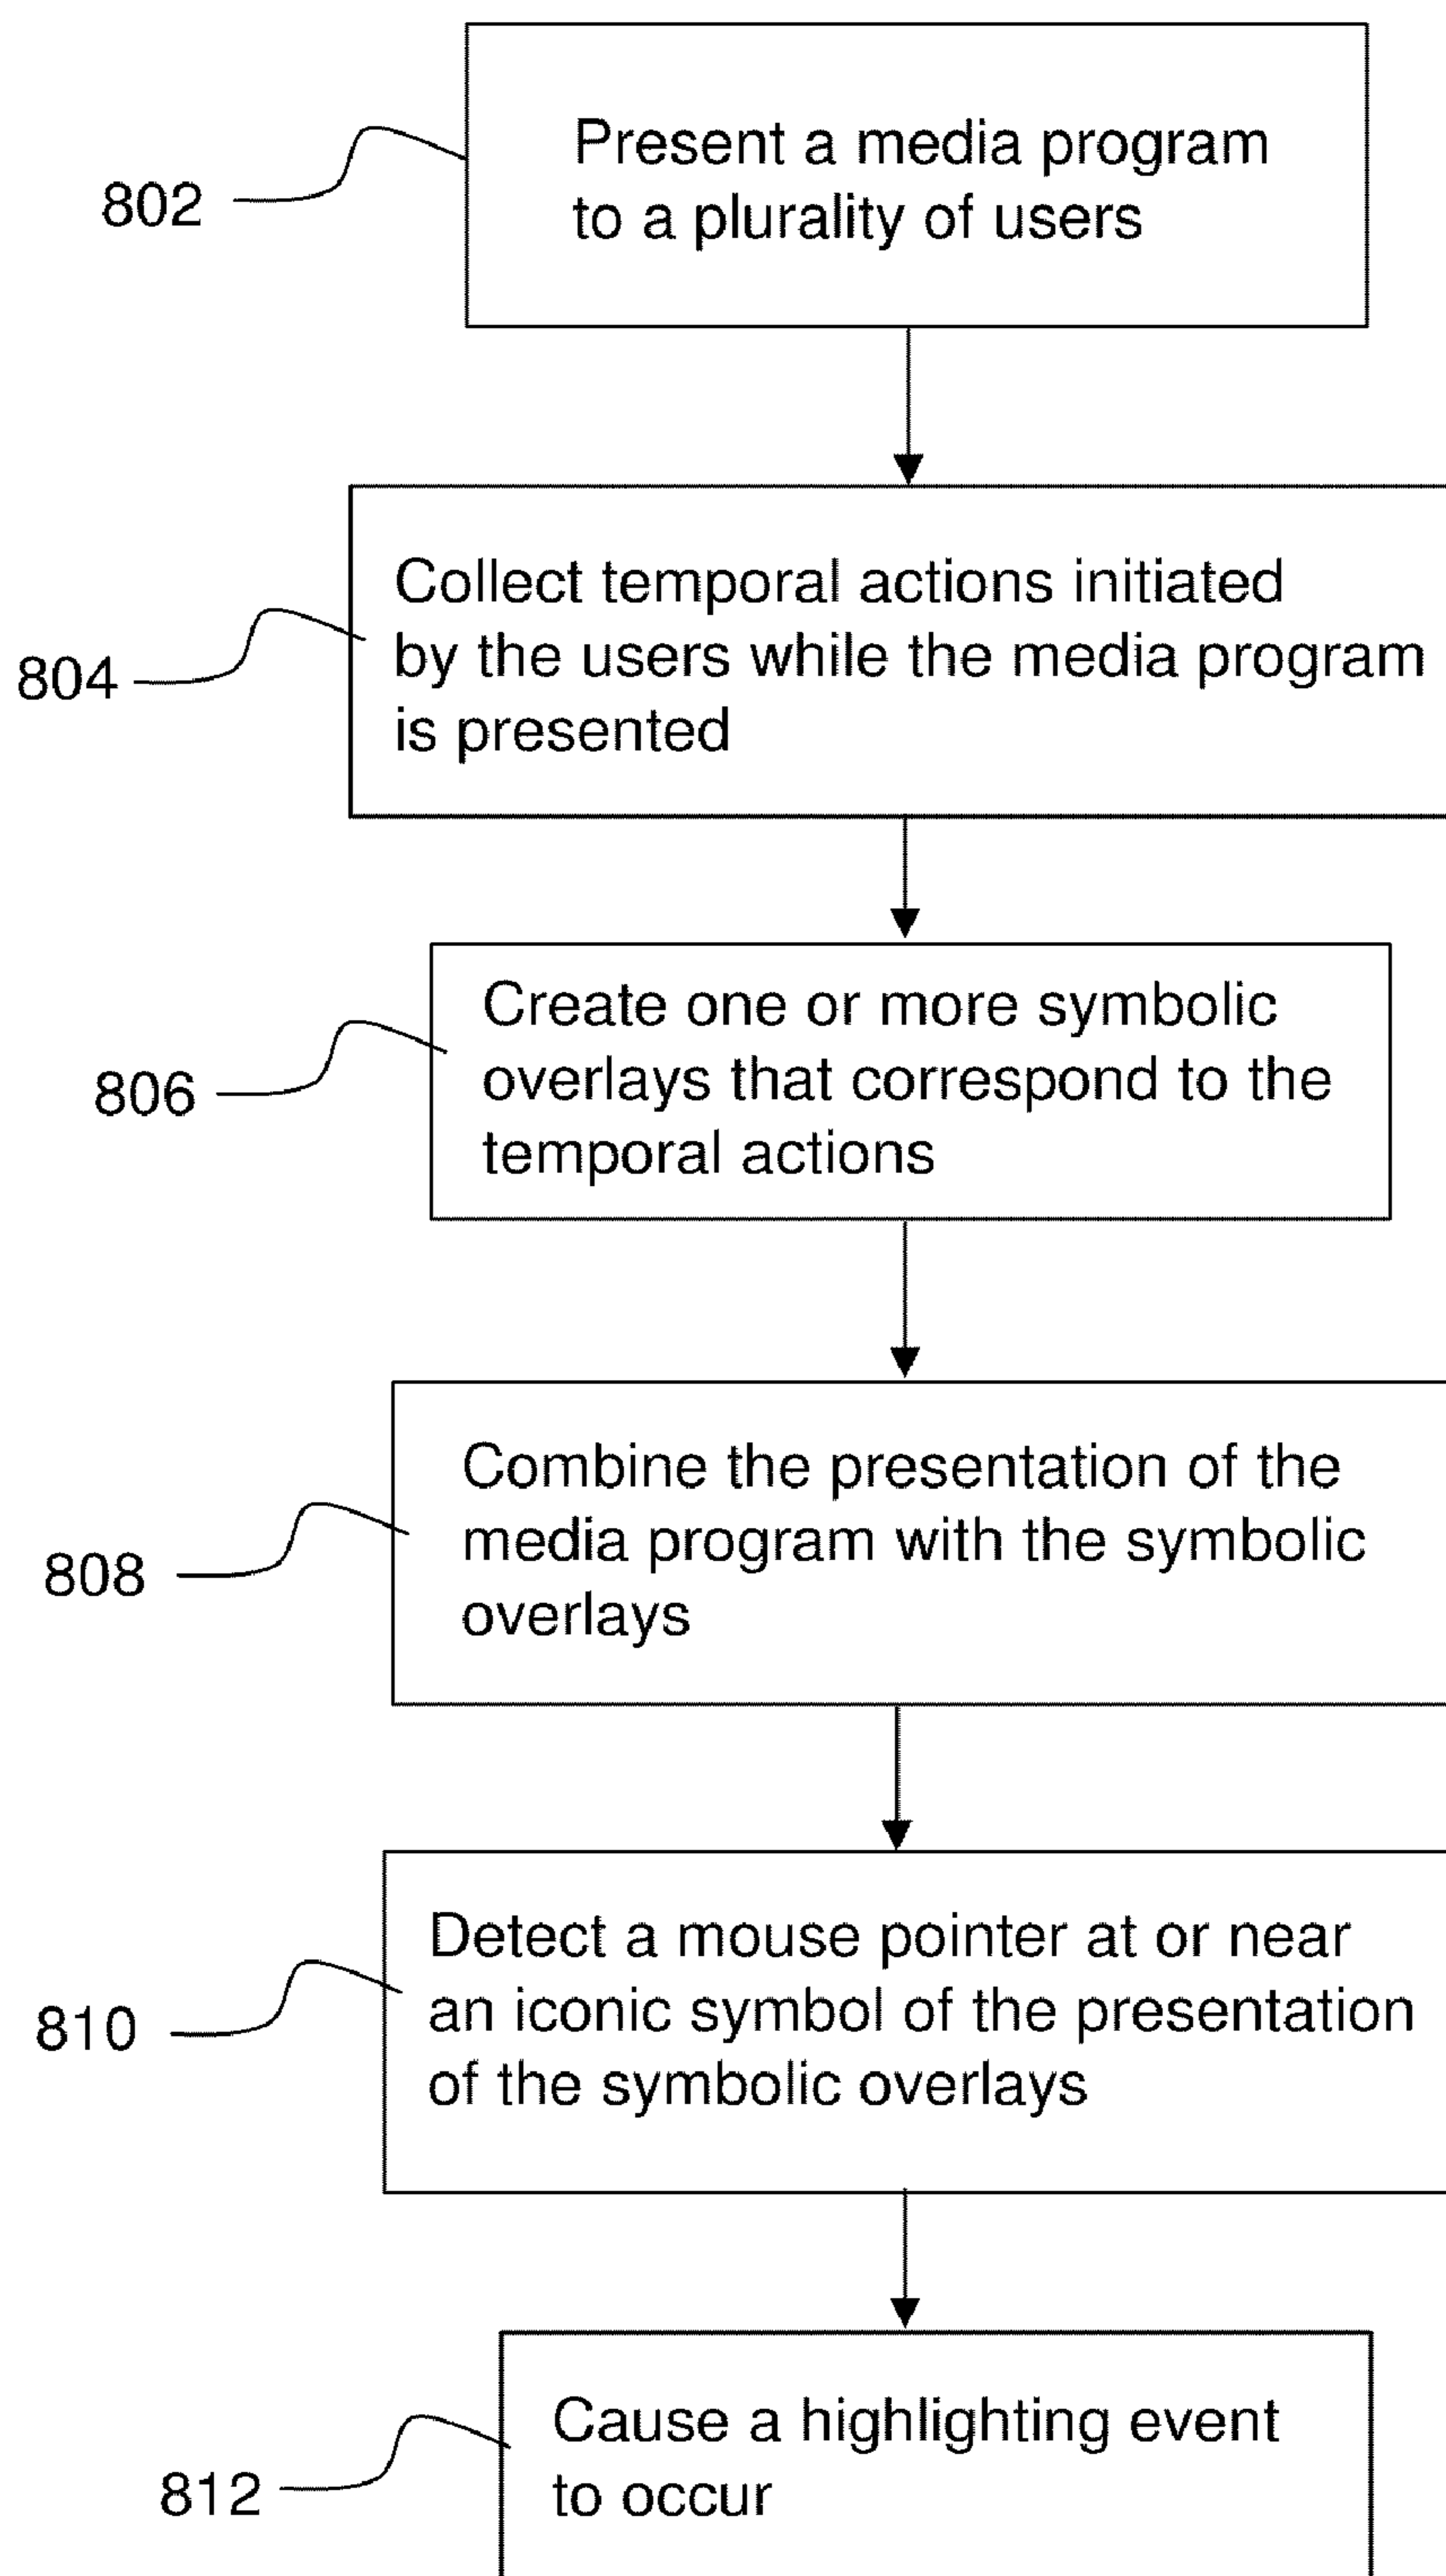 Present a media program
to a plurality of users
802
Collect temporal actions initiated
by the users while the media program
is presented
804
Create one or more symbolic
overlays that correspond to the
temporal actions
806
Combine the presentation of the
media program with the symbolic
overlays
808
Detect a mouse pointer at or near
an iconic symbol of the presentation
of the symbolic overlays
810
Cause a highlighting event
to occur
812